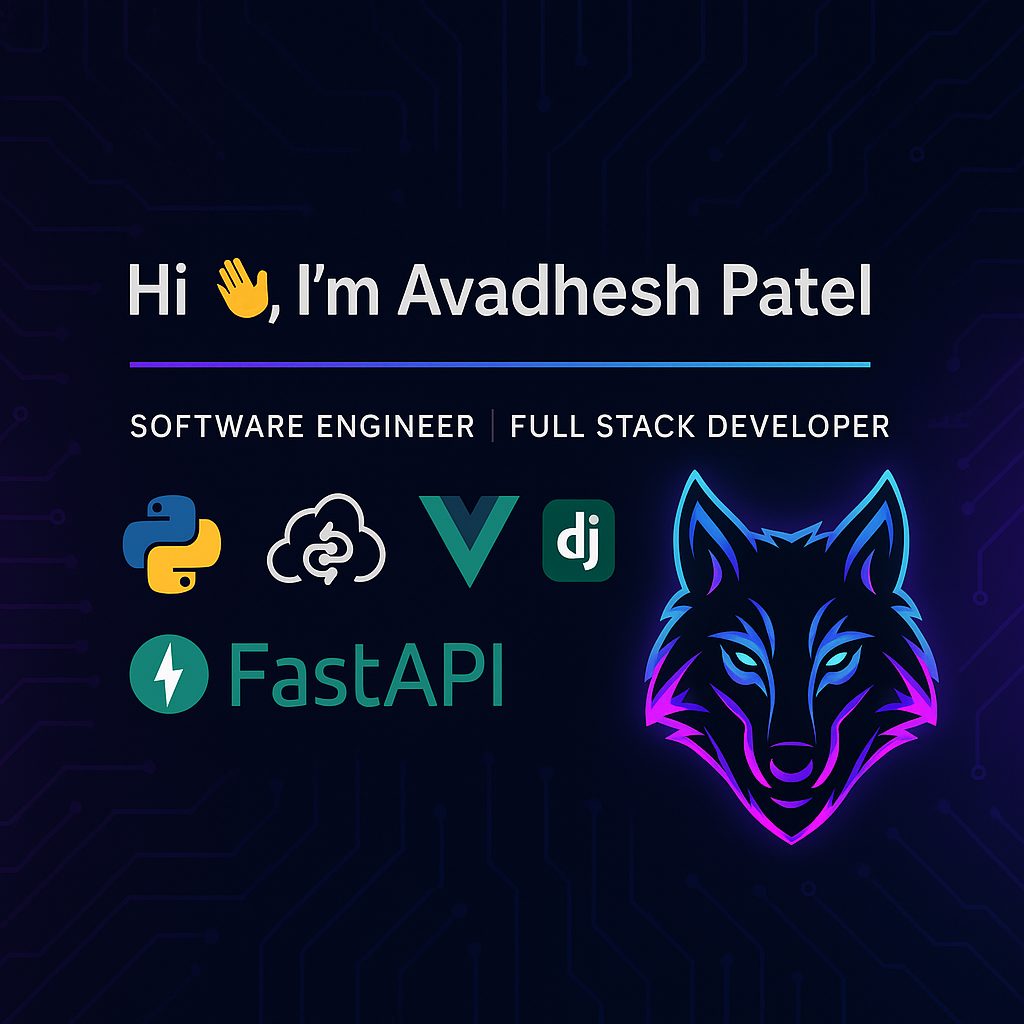 Hi 👋, I'm Avadhesh Patel
SOFTWARE ENGINEER | FULL STACK DEVELOPER
dj
FastAPI